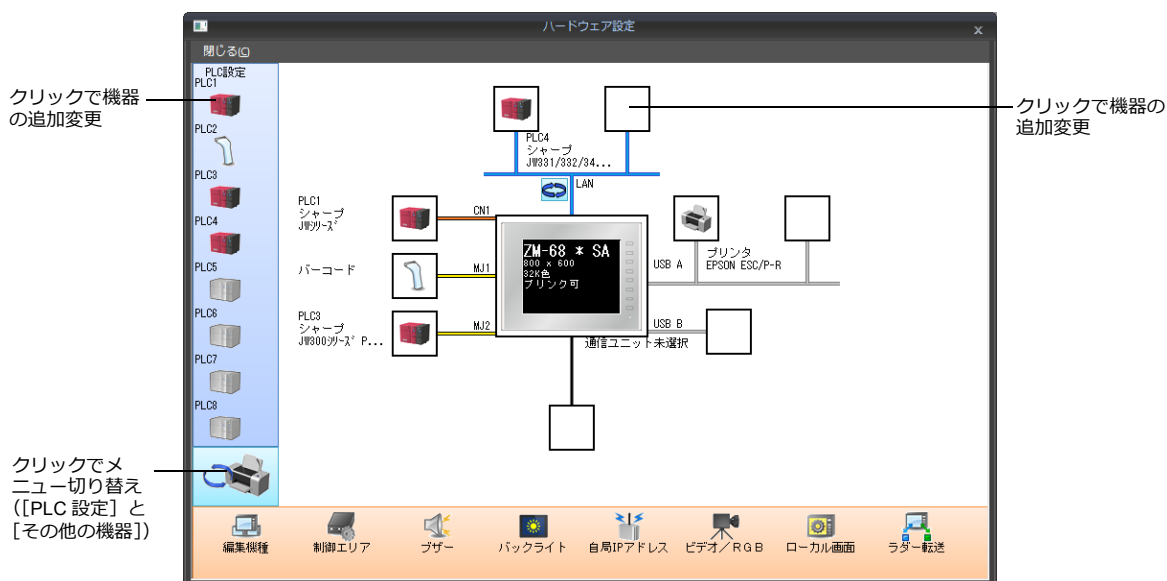 ハードウェア設定
x
閉じる(C)
PLC設定
PLC1
PLC2
PLC3
PLC4
PLC5
PLC6
PLC7
PLC8
クリックで機器
の追加変更
クリックでメ
ニュー切り替え
（［PLC 設定］と
［その他の機器］）
クリックで機器の
追加変更
PLC4
シャープ
JW331/332/34...
LAN
PLC1
シャープ
JWｼﾘｰｽﾞ
CN1
バーコード
MJ1
PLC3
シャープ
JW300ｼﾘｰｽﾞ P...
MJ2
ZM-68 * SA
800 x 600
32K色
ブリンク可
USB A
プリンタ
EPSON ESC/P-R
USB B
通信ユニット未選択
編集機種
制御エリア
ブザー
バックライト
自局IPアドレス
ビデオ／ＲＧＢ
ローカル画面
ラダー転送